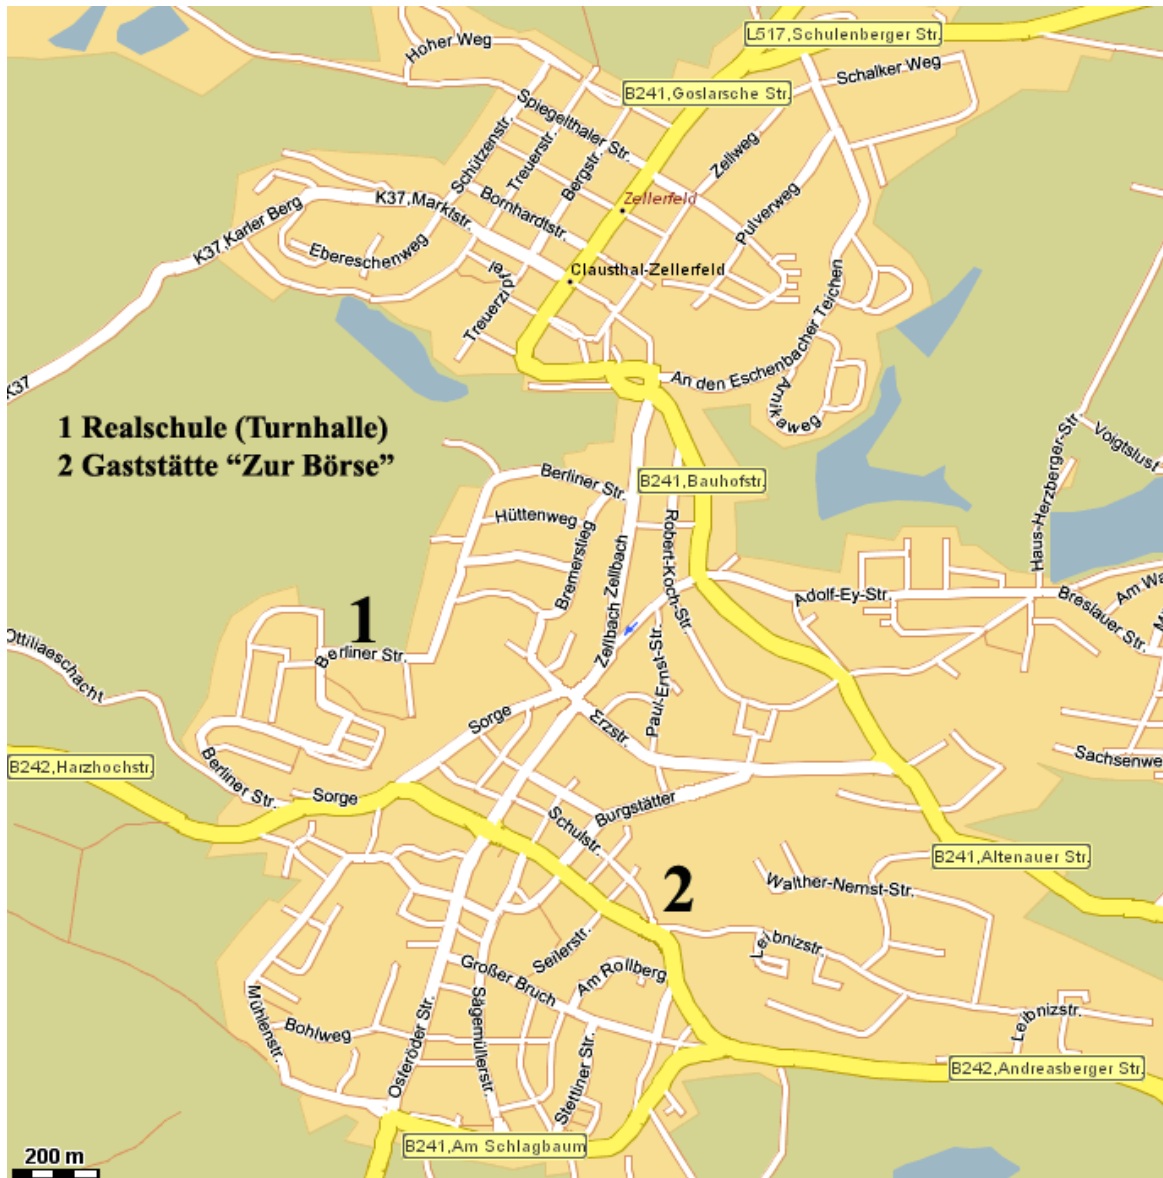 Hoher Weg
L517,Schulenberger Str.
Schalker Weg
B241,Goslarsche Str.
Spiegelthaler Str.
Schützenstr.
Treuerstr.
Bergstr.
Zellweg
Zellerfeld
Pulverweg
K37,Marktstr.
Bornhardtstr.
K37,Karler Berg
Ebereschenweg
Clausthal-Zellerfeld
Treuerzipfel
An den Eschenbacher Teichen
Arnikaweg
K37
1 Realschule (Turnhalle)
2 Gaststätte “Zur Börse”
Voigtslust
Haus-Herzberger-Str.
Berliner Str.
B241,Bauhofstr.
Hüttenweg
Bremerstieg
Zellbach
Zellbach
Robert-Koch-Str.
Adolf-Ey-Str.
Am Wa
Breslauer Str.
1
Berliner Str.
Ottiliaeschacht
Paul-Ernst-Str.
Sorge
Erzstr.
Sachsenwe
B242,Harzhochstr.
Berliner Str.
Sorge
Burgstätter
Schulstr.
B241,Altenauer Str.
2
Walther-Nernst-Str.
Leibnizstr.
Seilerstr.
Großer Bruch
Am Rollberg
Mühlenstr.
Bohlweg
Osteröder Str.
Sägemüllerstr.
Stettiner Str.
Leibnizstr.
B242,Andreasberger Str.
B241,Am Schlagbaum
200 m